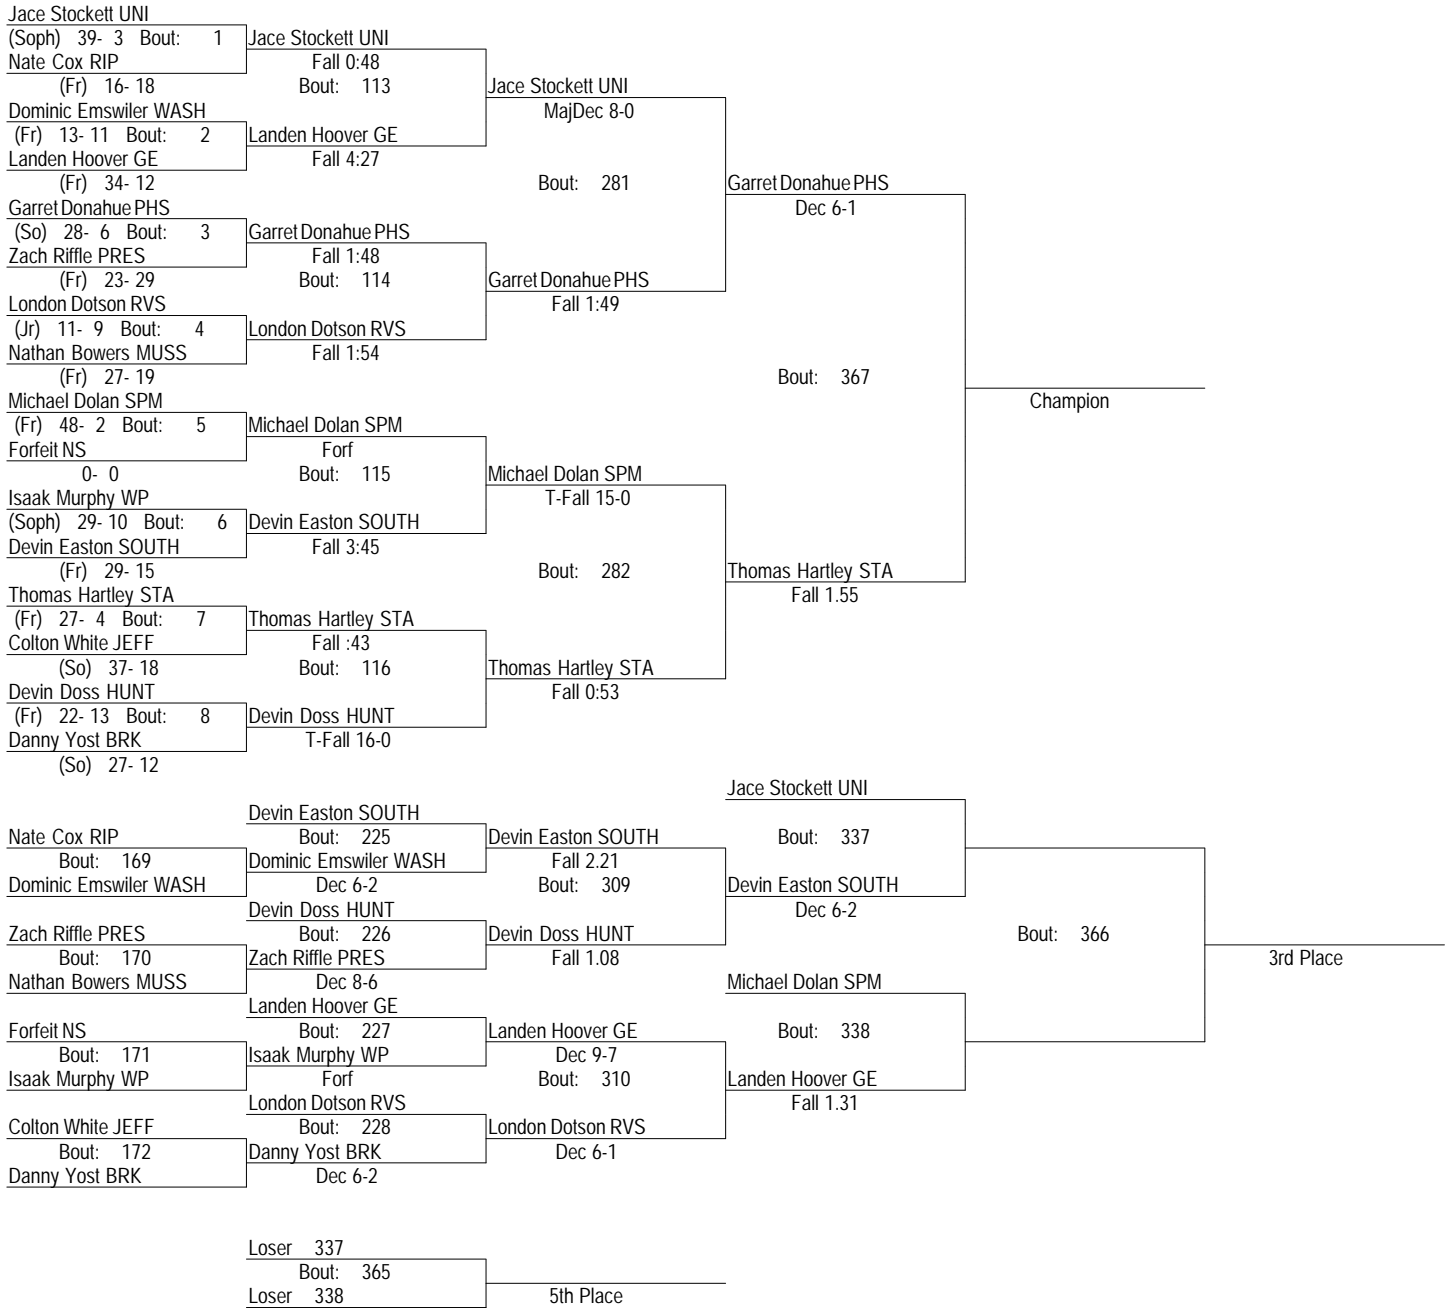 Jace Stockett UNI
(Soph) 39- 3 Bout: 1 Jace Stockett UNI
Nate Cox RIP Fall 0:48
(Fr) 16- 18 Bout: 113 Jace Stockett UNI
Dominic Emswiler WASH MajDec 8-0
(Fr) 13- 11 Bout: 2 Landen Hoover GE
Landen Hoover GE Fall 4:27
(Fr) 34- 12 Bout: 281 Garret Donahue PHS
Garret Donahue PHS Dec 6-1
(So) 28- 6 Bout: 3 Garret Donahue PHS
Zach Riffle PRES Fall 1:48
(Fr) 23- 29 Bout: 114 Garret Donahue PHS
London Dotson RVS Fall 1:49
(Jr) 11- 9 Bout: 4 London Dotson RVS
Nathan Bowers MUSS Fall 1:54
(Fr) 27- 19 Bout: 367
Michael Dolan SPM Champion
(Fr) 48- 2 Bout: 5 Michael Dolan SPM
Forfeit NS Forf
0- 0 Bout: 115 Michael Dolan SPM
Isaak Murphy WP T-Fall 15-0
(Soph) 29- 10 Bout: 6 Devin Easton SOUTH
Devin Easton SOUTH Fall 3:45
(Fr) 29- 15 Bout: 282 Thomas Hartley STA
Thomas Hartley STA Fall 1.55
(Fr) 27- 4 Bout: 7 Thomas Hartley STA
Colton White JEFF Fall :43
(So) 37- 18 Bout: 116 Thomas Hartley STA
Devin Doss HUNT Fall 0:53
(Fr) 22- 13 Bout: 8 Devin Doss HUNT
Danny Yost BRK T-Fall 16-0
(So) 27- 12
Jace Stockett UNI
Devin Easton SOUTH
Nate Cox RIP Bout: 225 Devin Easton SOUTH Bout: 337
Bout: 169 Dominic Emswiler WASH Fall 2.21
Dominic Emswiler WASH Dec 6-2 Bout: 309 Devin Easton SOUTH
Devin Doss HUNT Dec 6-2
Zach Riffle PRES Bout: 226 Devin Doss HUNT Bout: 366
Bout: 170 Zach Riffle PRES Fall 1.08 3rd Place
Nathan Bowers MUSS Dec 8-6 Michael Dolan SPM
Landen Hoover GE
Forfeit NS Bout: 227 Landen Hoover GE Bout: 338
Bout: 171 Isaak Murphy WP Dec 9-7
Isaak Murphy WP Forf Bout: 310 Landen Hoover GE
London Dotson RVS Fall 1.31
Colton White JEFF Bout: 228 London Dotson RVS
Bout: 172 Danny Yost BRK Dec 6-1
Danny Yost BRK Dec 6-2
Loser 337
Bout: 365
Loser 338 5th Place